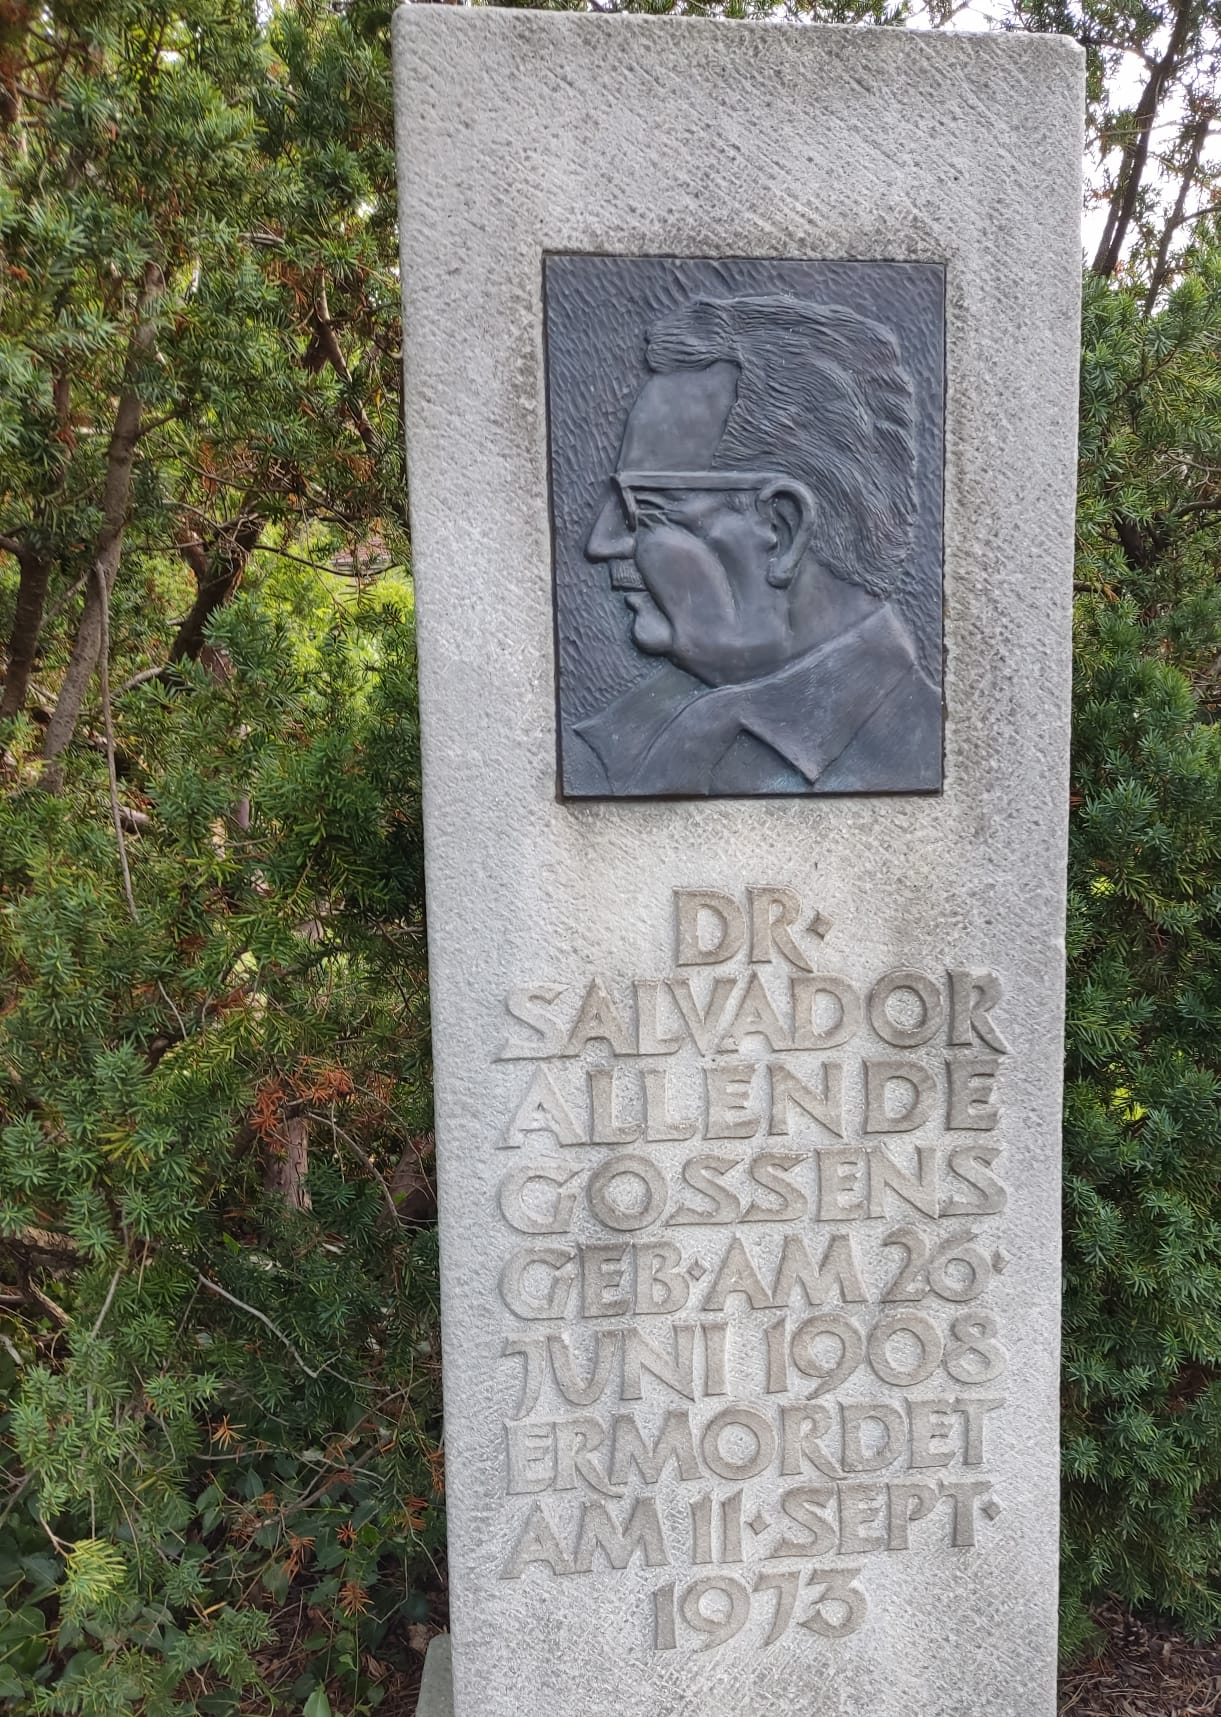 DR.
SALVADOR
ALLENDE
GOSSENS
GEB. AM 26.
JUNI 1908
ERMORDET
AM 11. SEPT.
1973